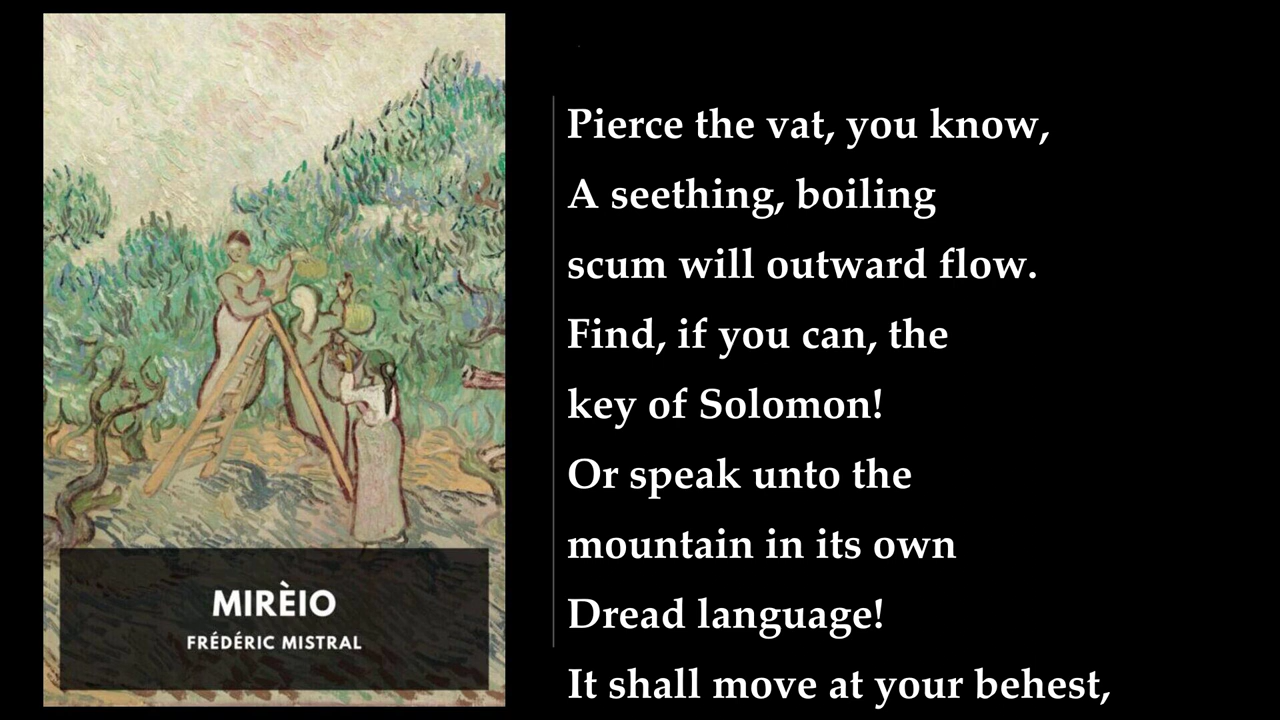 MIRÈIO
FRÉDÉRIC MISTRAL
Pierce the vat, you know,
A seething, boiling
scum will outward flow.
Find, if you can, the
key of Solomon!
Or speak unto the
mountain in its own
Dread language!
It shall move at your behest,